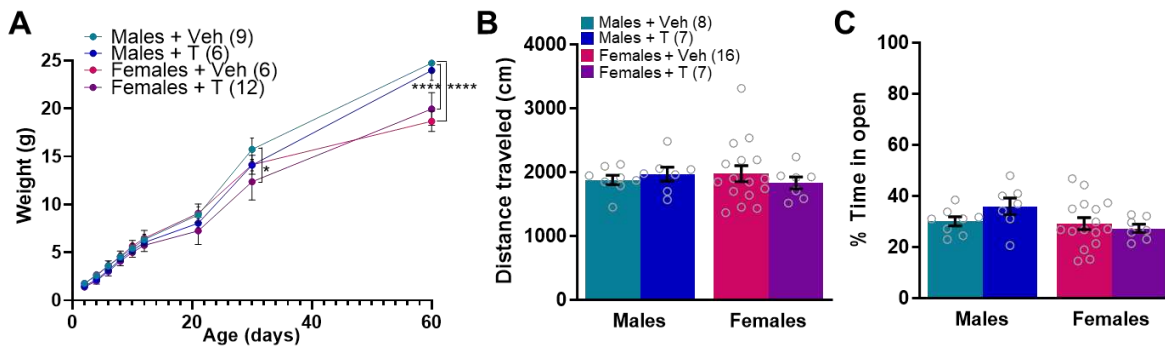 A
Males + Veh (9)
Males + T (6)
Females + Veh (6)
Females + T (12)
Weight (g)
25
20
15
10
5
0
0 20 40 60
Age (days)
**** ****
*
B
Males + Veh (8)
Males + T (7)
Females + Veh (16)
Females + T (7)
Distance traveled (cm)
4000
3000
2000
1000
0
Males Females
C
% Time in open
100
80
60
40
20
0
Males Females